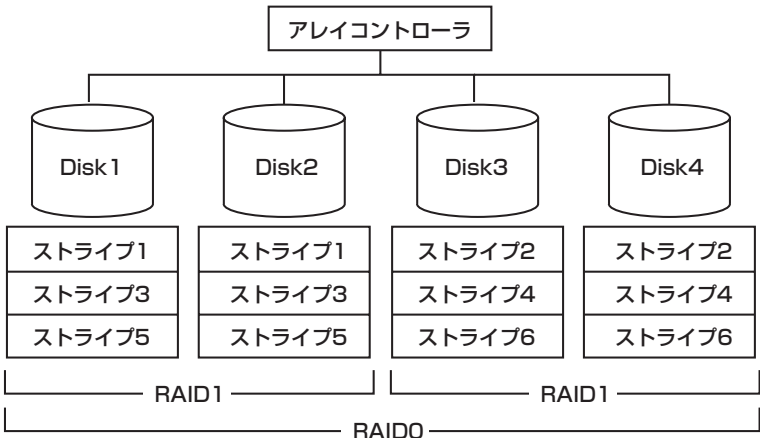 アレイコントローラ
Disk1 Disk2 Disk3 Disk4
ストライプ1 ストライプ1 ストライプ2 ストライプ2
ストライプ3 ストライプ3 ストライプ4 ストライプ4
ストライプ5 ストライプ5 ストライプ6 ストライプ6
RAID1 RAID1
RAID0